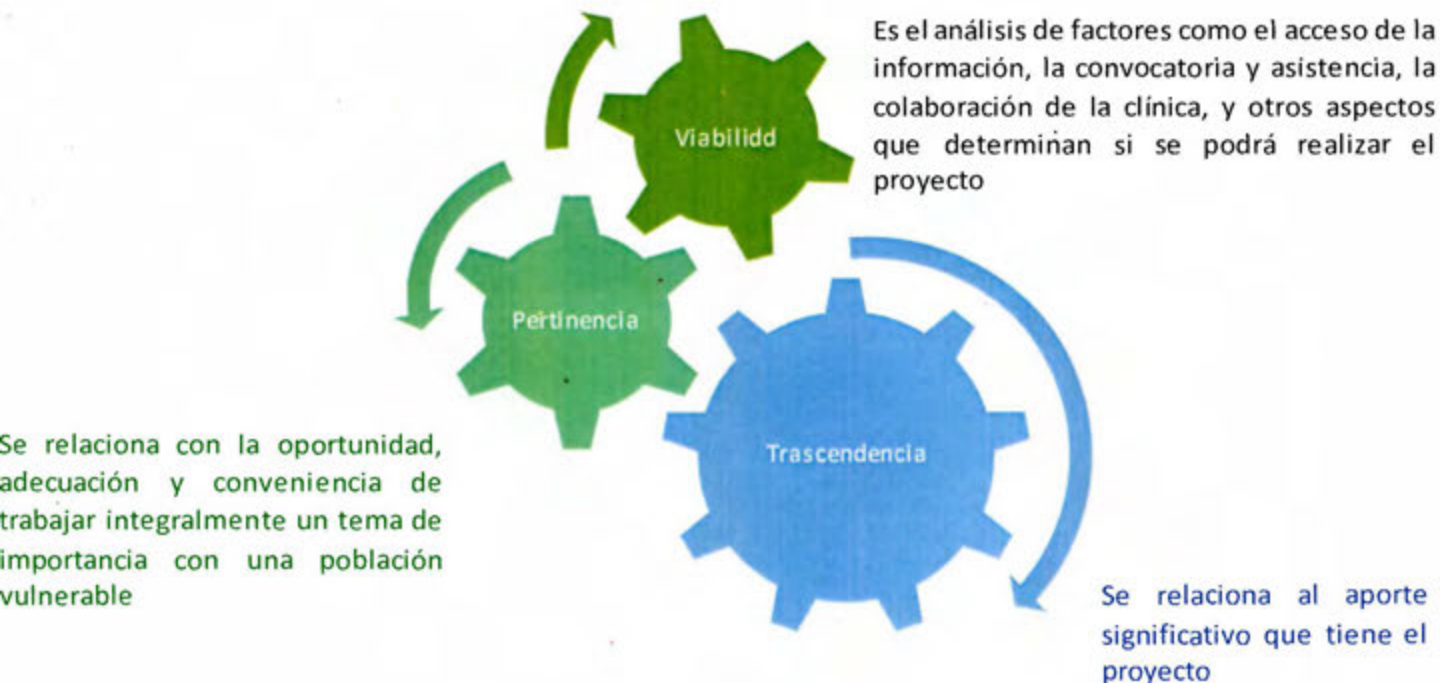 Es el análisis de factores como el acceso de la
información, la convocatoria y asistencia, la
colaboración de la clínica, y otros aspectos
que determinan si se podrá realizar el
proyecto
Viabilidd
Pertinencia
Trascendencia
Se relaciona con la oportunidad,
adecuación y conveniencia de
trabajar integralmente un tema de
importancia con una población
vulnerable
Se relaciona al aporte
significativo que tiene el
proyecto